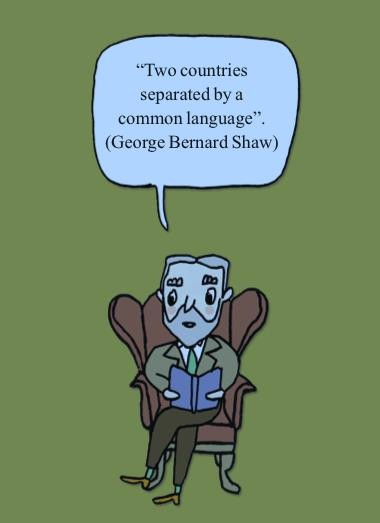 “Two countries
separated by a
common language”.
(George Bernard Shaw)